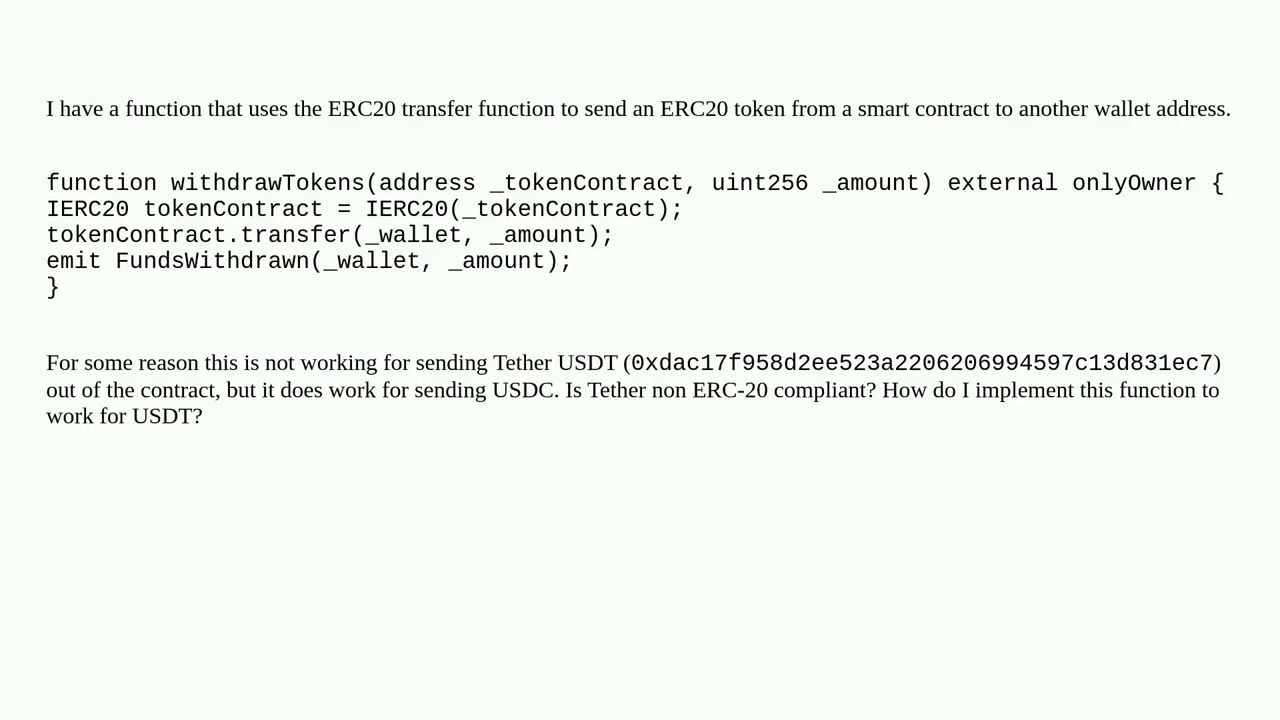 I have a function that uses the ERC20 transfer function to send an ERC20 token from a smart contract to another wallet address.
function withdrawTokens(address _tokenContract, uint256 _amount) external onlyOwner {
IERC20 tokenContract = IERC20(_tokenContract);
tokenContract.transfer(_wallet, _amount);
emit FundsWithdrawn(_wallet, _amount);
}
For some reason this is not working for sending Tether USDT (0xdac17f958d2ee523a2206206994597c13d831ec7)
out of the contract, but it does work for sending USDC. Is Tether non ERC-20 compliant? How do I implement this function to
work for USDT?